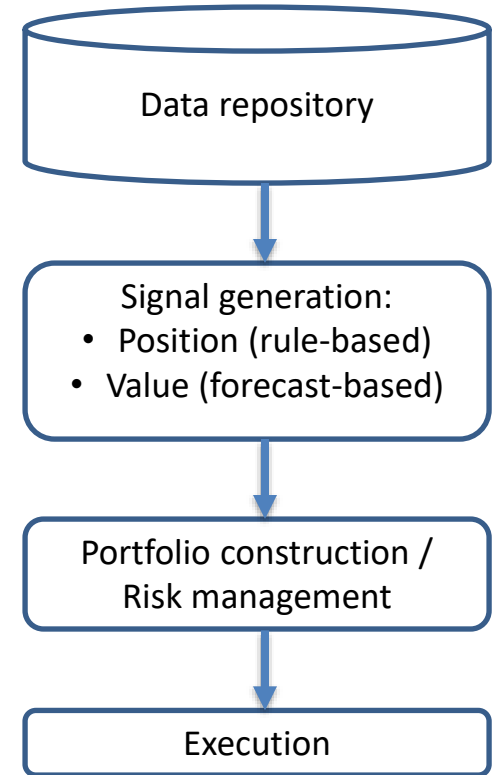 Data repository
Signal generation:
• Position (rule-based)
• Value (forecast-based)
Portfolio construction /
Risk management
Execution